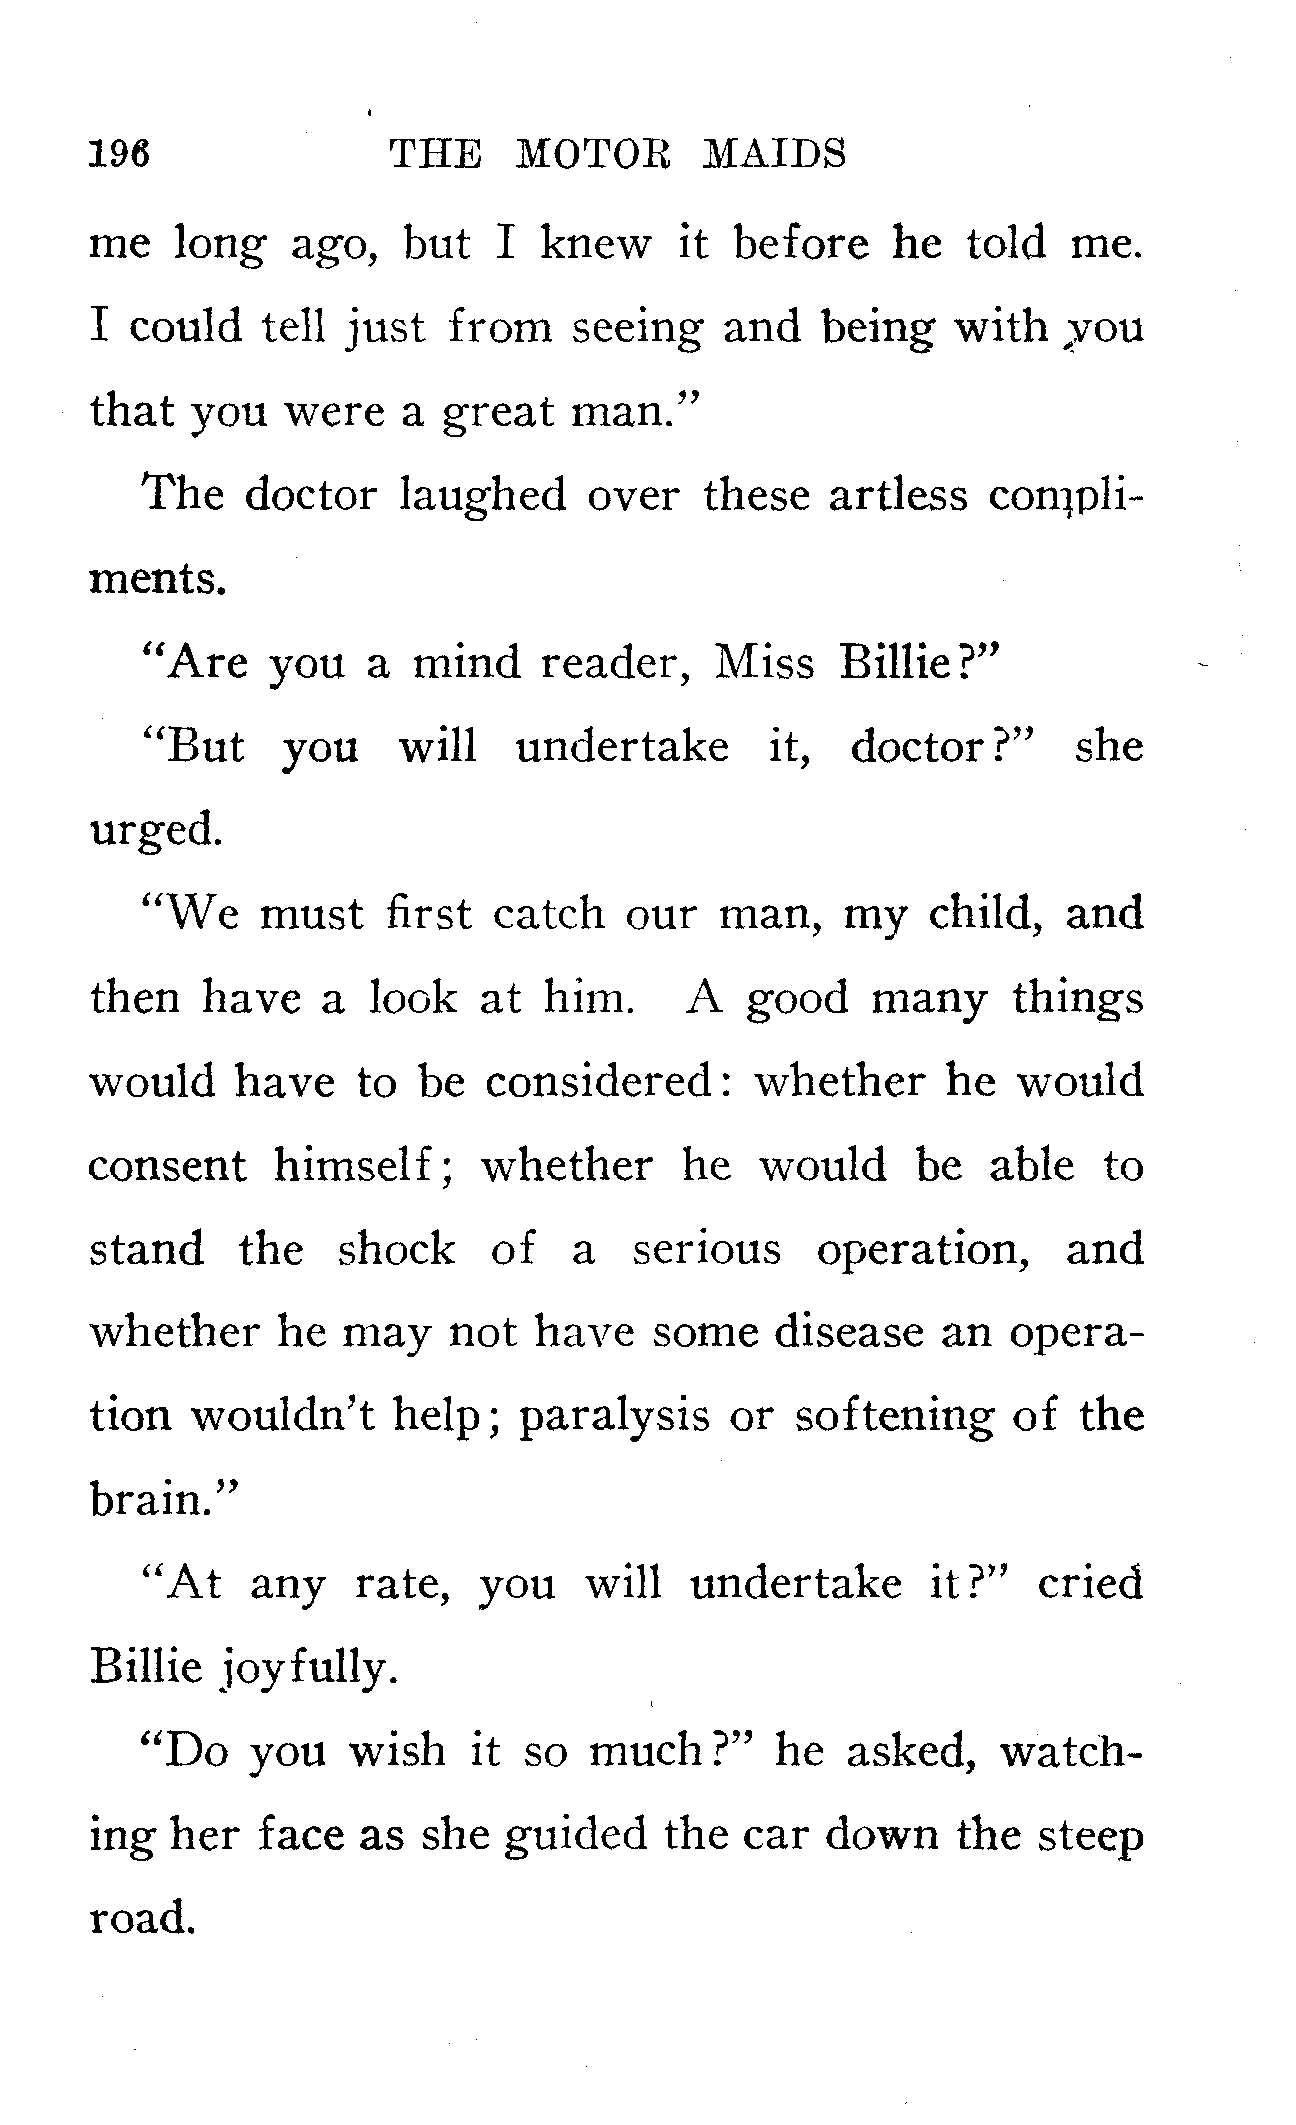 196 THE MOTOR MAIDS
me long ago, but I knew it before he told me.
I could tell just from seeing and being with you
that you were a great man."
The doctor laughed over these artless compli-
ments.
"Are you a mind reader, Miss Billie?"
"But you will undertake it, doctor?" she
urged.
"We must first catch our man, my child, and
then have a look at him. A good many things
would have to be considered: whether he would
consent himself; whether he would be able to
stand the shock of a serious operation, and
whether he may not have some disease an opera-
tion wouldn't help; paralysis or softening of the
brain."
"At any rate, you will undertake it?" cried
Billie joyfully.
"Do you wish it so much?" he asked, watch-
ing her face as she guided the car down the steep
road.